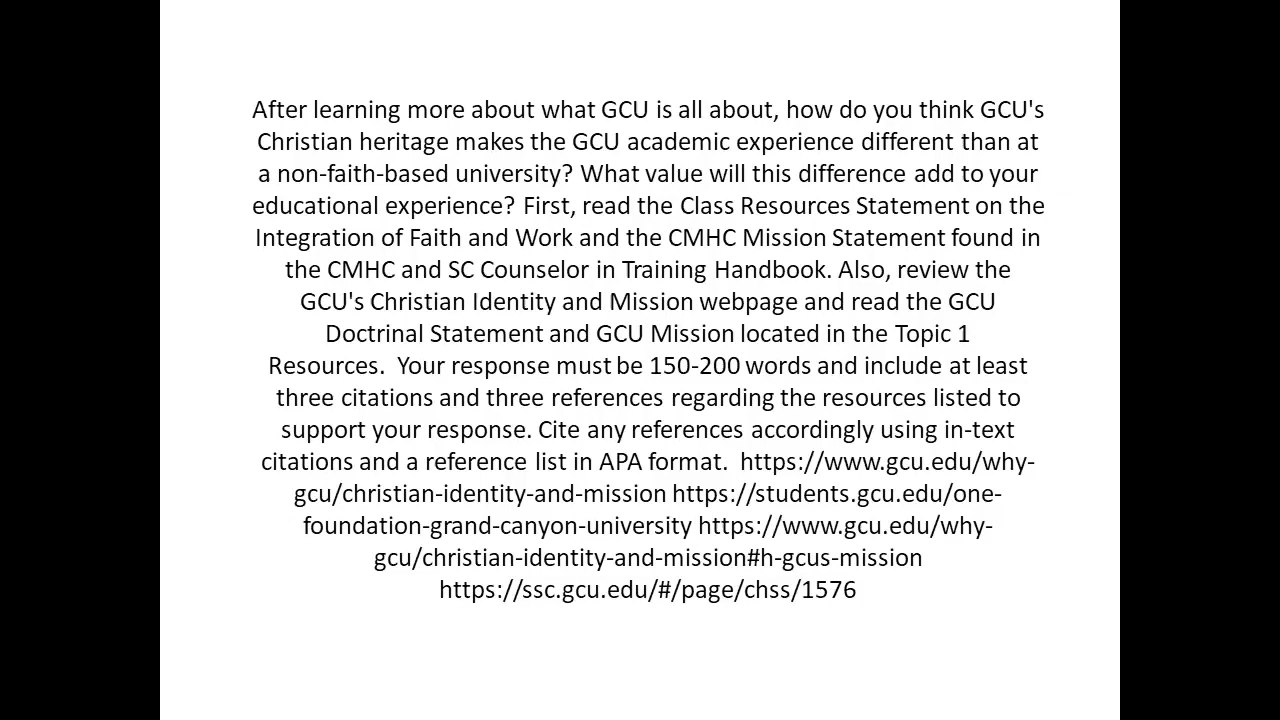 After learning more about what GCU is all about, how do you think GCU's
Christian heritage makes the GCU academic experience different than at
a non-faith-based university? What value will this difference add to your
educational experience? First, read the Class Resources Statement on the
Integration of Faith and Work and the CMHC Mission Statement found in
the CMHC and SC Counselor in Training Handbook. Also, review the
GCU's Christian Identity and Mission webpage and read the GCU
Doctrinal Statement and GCU Mission located in the Topic 1
Resources.  Your response must be 150-200 words and include at least
three citations and three references regarding the resources listed to
support your response. Cite any references accordingly using in-text
citations and a reference list in APA format.  https://www.gcu.edu/why-
gcu/christian-identity-and-mission https://students.gcu.edu/one-
foundation-grand-canyon-university https://www.gcu.edu/why-
gcu/christian-identity-and-mission#h-gcus-mission
https://ssc.gcu.edu/#/page/chss/1576